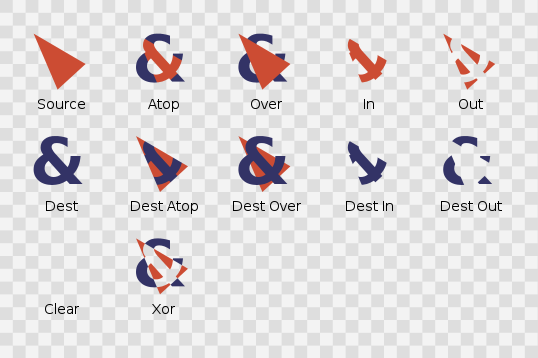 Source Atop Over In Out
Dest Dest Atop Dest Over Dest In Dest Out
Clear Xor